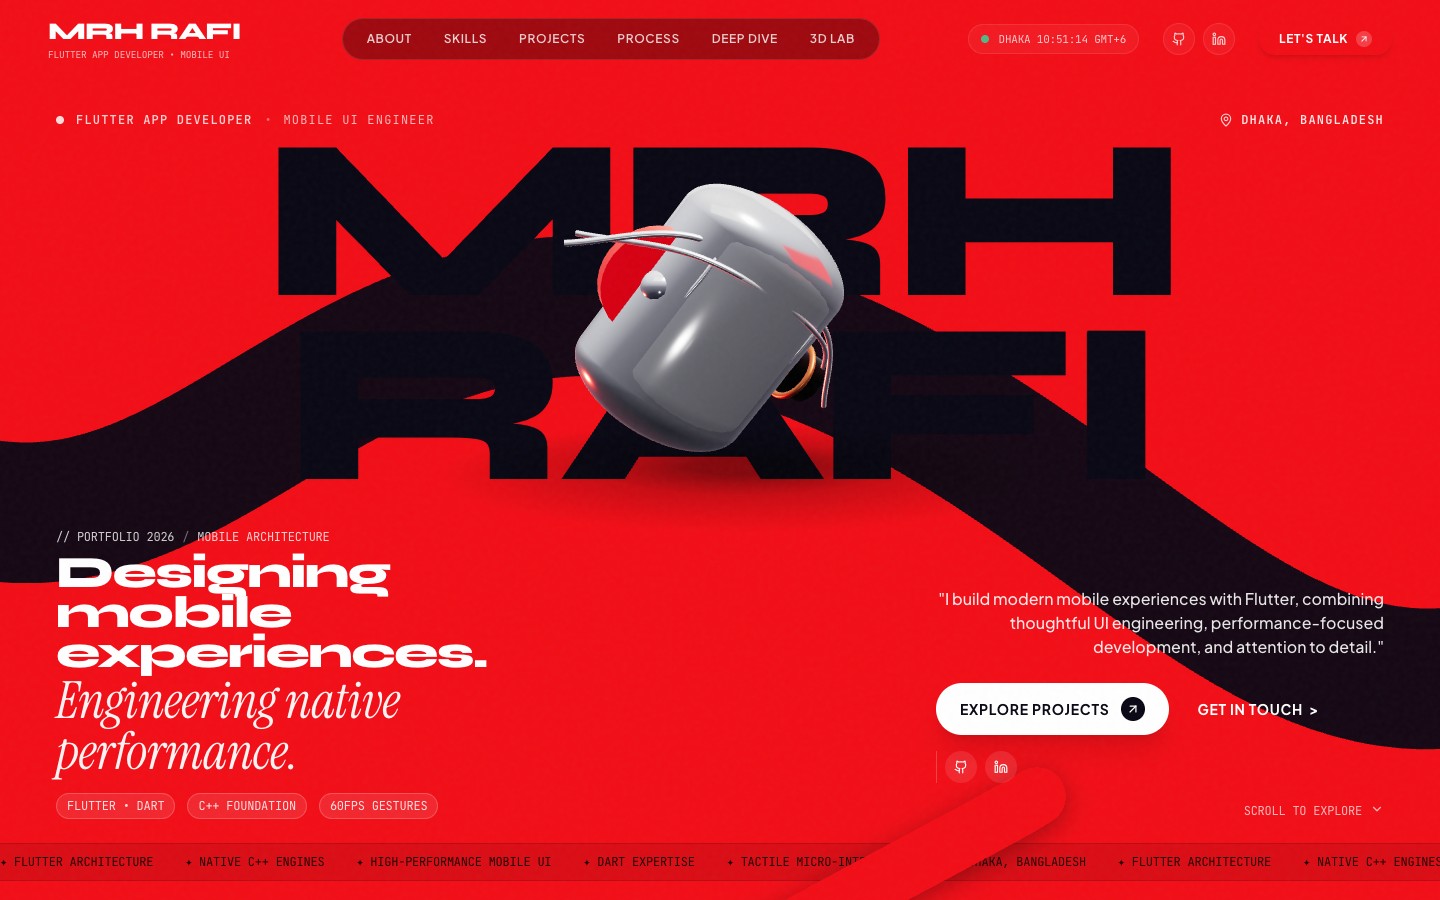 MRH RAFI
FLUTTER APP DEVELOPER • MOBILE UI
ABOUT SKILLS PROJECTS PROCESS DEEP DIVE 3D LAB
DHAKA 10:51:14 GMT+6
LET'S TALK
FLUTTER APP DEVELOPER • MOBILE UI ENGINEER
DHAKA, BANGLADESH
MRH
RAFI
// PORTFOLIO 2026 / MOBILE ARCHITECTURE
Designing
mobile
experiences.
Engineering native
performance.
FLUTTER • DART
C++ FOUNDATION
60FPS GESTURES
"I build modern mobile experiences with Flutter, combining
thoughtful UI engineering, performance-focused
development, and attention to detail."
EXPLORE PROJECTS
GET IN TOUCH >
SCROLL TO EXPLORE
✦ FLUTTER ARCHITECTURE ✦ NATIVE C++ ENGINES ✦ HIGH-PERFORMANCE MOBILE UI ✦ DART EXPERTISE ✦ TACTILE BANGLADESH ✦ FLUTTER ARCHITECTURE ✦ NATIVE C++ ENGINES